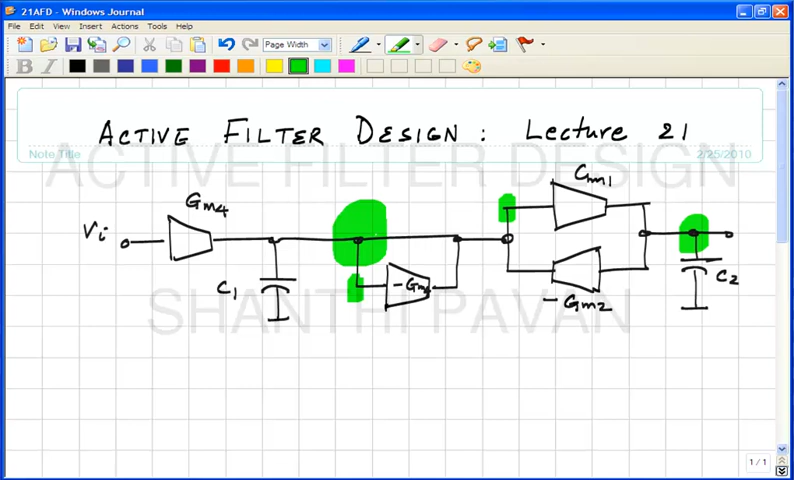 21AFD - Windows Journal
File Edit View Insert Actions Tools Help
Page Width
B I
ACTIVE FILTER DESIGN : Lecture 21
Note Title
2/25/2010
ACTIVE FILTER DESIGN
Gm4
Gm1
Vi
C1
C2
-Gm2
SHANTHI PAVAN
1 / 1